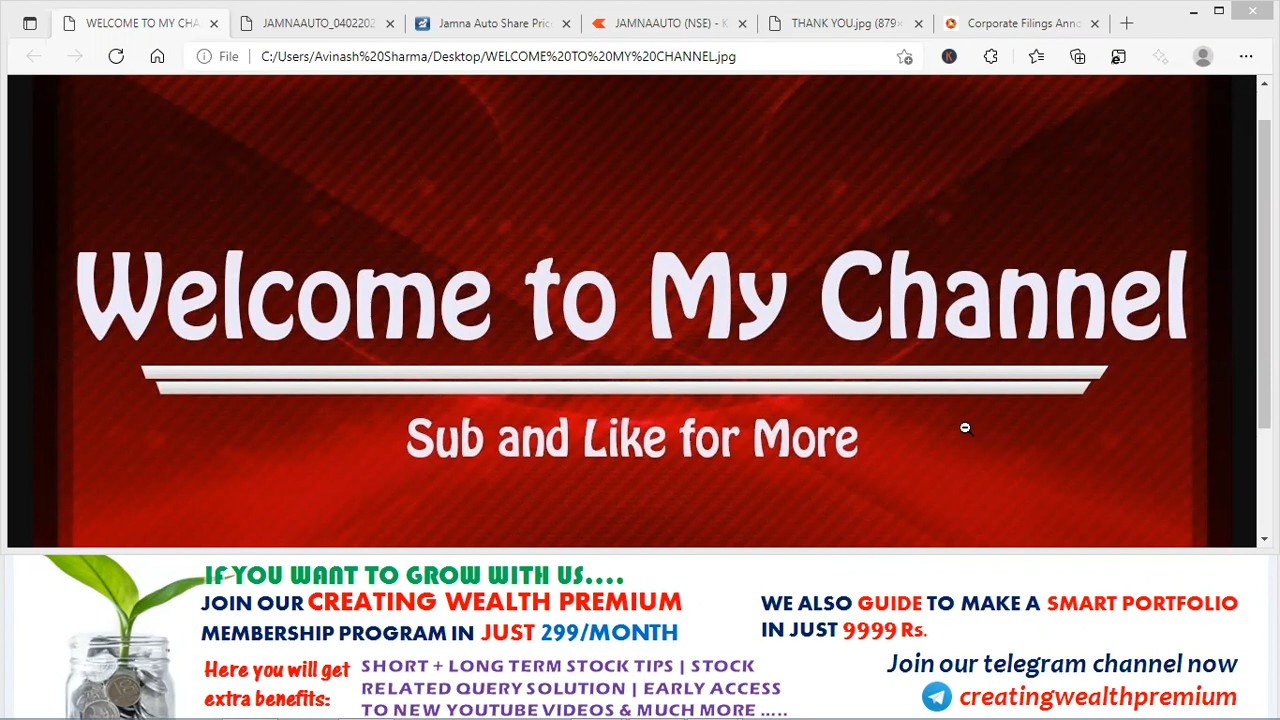 WELCOME TO MY CHA
JAMNAAUTO_0402202
Jamna Auto Share Pric
JAMNAAUTO (NSE) - K
THANK YOU.jpg (879×
Corporate Filings Anno
File
C:/Users/Avinash%20Sharma/Desktop/WELCOME%20TO%20MY%20CHANNEL.jpg
K
Welcome to My Channel
Sub and Like for More
IF YOU WANT TO GROW WITH US....
JOIN OUR CREATING WEALTH PREMIUM
MEMBERSHIP PROGRAM IN JUST 299/MONTH
Here you will get
extra benefits:
SHORT + LONG TERM STOCK TIPS | STOCK
RELATED QUERY SOLUTION | EARLY ACCESS
TO NEW YOUTUBE VIDEOS & MUCH MORE .....
WE ALSO GUIDE TO MAKE A SMART PORTFOLIO
IN JUST 9999 Rs.
Join our telegram channel now
creatingwealthpremium